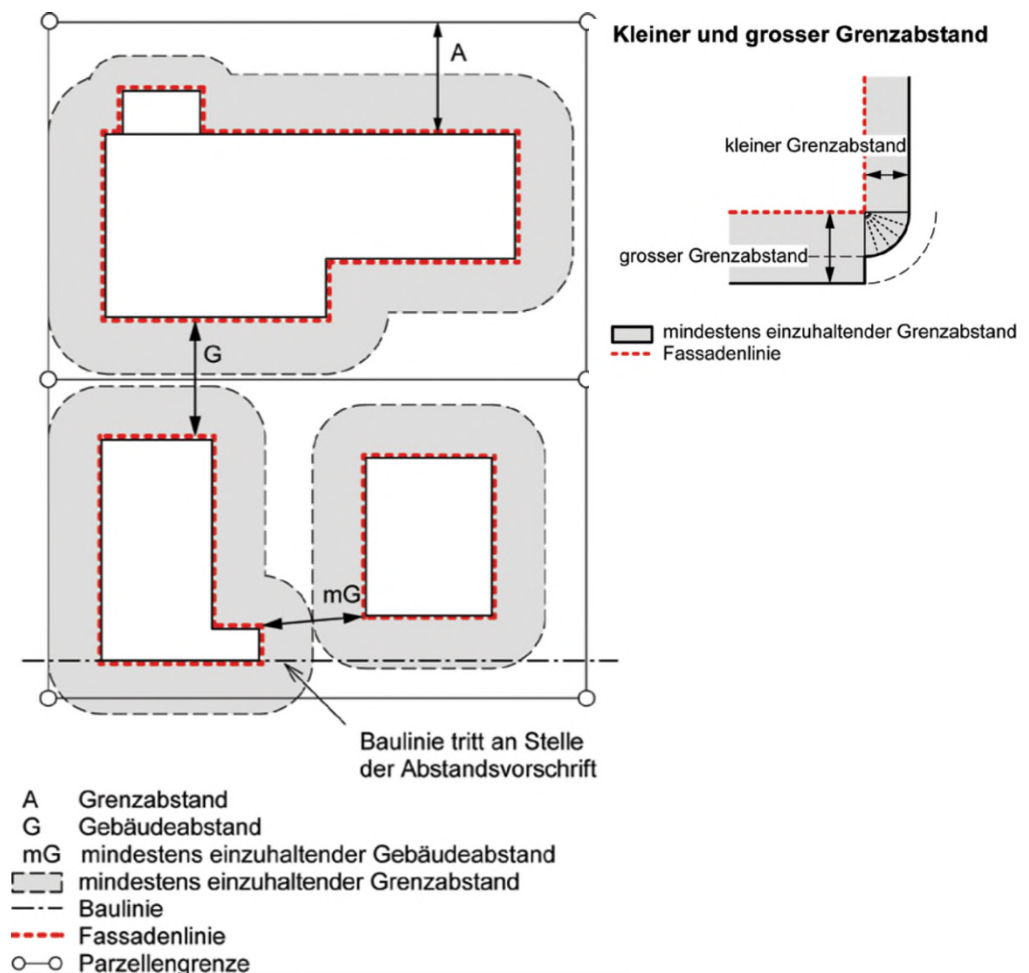 A
G
mG
Baulinie tritt an Stelle
der Abstandsvorschrift
A Grenzabstand
G Gebäudeabstand
mG mindestens einzuhaltender Gebäudeabstand
mindestens einzuhaltender Grenzabstand
Baulinie
Fassadenlinie
Parzellengrenze
Kleiner und grosser Grenzabstand
kleiner Grenzabstand
grosser Grenzabstand
mindestens einzuhaltender Grenzabstand
Fassadenlinie